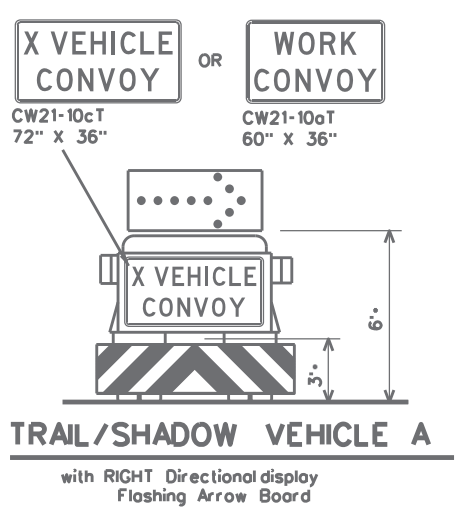 X VEHICLE
CONVOY
OR
WORK
CONVOY
CW21-10cT
72" X 36"
CW21-10aT
60" X 36"
X VEHICLE
CONVOY
6'±
3'±
TRAIL/SHADOW VEHICLE A
with RIGHT Directional display
Flashing Arrow Board